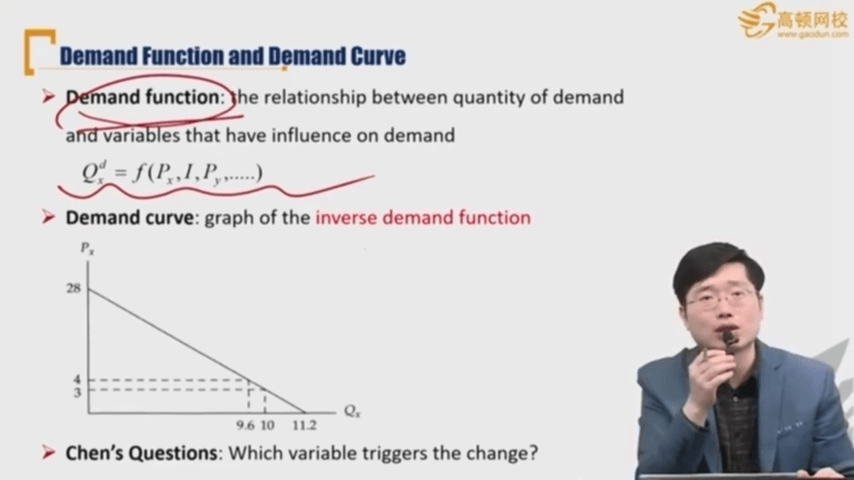 高顿网校
www.gaodun.com
Demand Function and Demand Curve
Demand function: the relationship between quantity of demand
and variables that have influence on demand
Q_x^d = f(P_x, I, P_y,.....)
Demand curve: graph of the inverse demand function
P_x
28
4
3
9.6 10 11.2 Q_x
Chen's Questions: Which variable triggers the change?